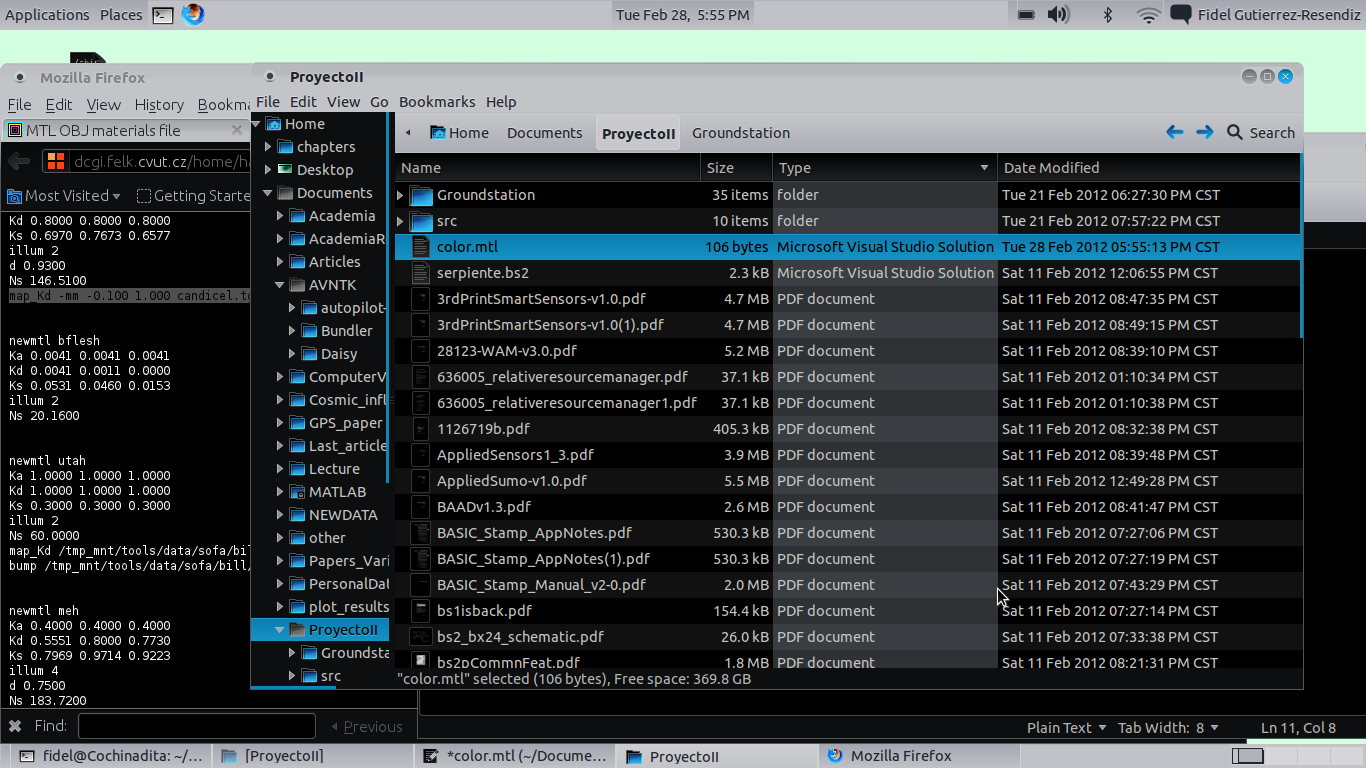 Applications Places Tue Feb 28, 5:55 PM Fidel Gutierrez-Resendiz
Mozilla Firefox
File Edit View History Bookma
MTL OBJ materials file
dcgi.felk.cvut.cz/home/h
Most Visited Getting Starte
Kd 0.8000 0.8000 0.8000
Ks 0.6970 0.7673 0.6577
illum 2
d 0.9300
Ns 146.5100
map_Kd -mm -0.100 1.000 candicel.t
newmtl bflesh
Ka 0.0041 0.0041 0.0041
Kd 0.0041 0.0011 0.0000
Ks 0.0531 0.0460 0.0153
illum 2
Ns 20.1600
newmtl utah
Ka 1.0000 1.0000 1.0000
Kd 1.0000 1.0000 1.0000
Ks 0.3000 0.3000 0.3000
illum 2
Ns 60.0000
map_Kd /tmp_mnt/tools/data/sofa/bil
bump /tmp_mnt/tools/data/sofa/bill/
newmtl meh
Ka 0.4000 0.4000 0.4000
Kd 0.5551 0.8000 0.7730
Ks 0.7969 0.9714 0.9223
illum 4
d 0.7500
Ns 183.7200
Find: Previous
ProyectoII
File Edit View Go Bookmarks Help
Home
chapters
Desktop
Documents
Academia
AcademiaR
Articles
AVNTK
autopilot-
Bundler
Daisy
ComputerV
Cosmic_infl
GPS_paper
Last_article
Lecture
MATLAB
NEWDATA
other
Papers_Vari
PersonalDat
plot_results
ProyectoII
Groundsta
src
Home Documents ProyectoII Groundstation Search
Name Size Type Date Modified
Groundstation 35 items folder Tue 21 Feb 2012 06:27:30 PM CST
src 10 items folder Tue 21 Feb 2012 07:57:22 PM CST
color.mtl 106 bytes Microsoft Visual Studio Solution Tue 28 Feb 2012 05:55:13 PM CST
serpiente.bs2 2.3 kB Microsoft Visual Studio Solution Sat 11 Feb 2012 12:06:55 PM CST
3rdPrintSmartSensors-v1.0.pdf 4.7 MB PDF document Sat 11 Feb 2012 08:47:35 PM CST
3rdPrintSmartSensors-v1.0(1).pdf 4.7 MB PDF document Sat 11 Feb 2012 08:49:15 PM CST
28123-WAM-v3.0.pdf 5.2 MB PDF document Sat 11 Feb 2012 08:39:10 PM CST
636005_relativeresourcemanager.pdf 37.1 kB PDF document Sat 11 Feb 2012 01:10:34 PM CST
636005_relativeresourcemanager1.pdf 37.1 kB PDF document Sat 11 Feb 2012 01:10:38 PM CST
1126719b.pdf 405.3 kB PDF document Sat 11 Feb 2012 08:32:38 PM CST
AppliedSensors1_3.pdf 3.9 MB PDF document Sat 11 Feb 2012 08:39:48 PM CST
AppliedSumo-v1.0.pdf 5.5 MB PDF document Sat 11 Feb 2012 12:49:28 PM CST
BAADv1.3.pdf 2.6 MB PDF document Sat 11 Feb 2012 08:41:47 PM CST
BASIC_Stamp_AppNotes.pdf 530.3 kB PDF document Sat 11 Feb 2012 07:27:06 PM CST
BASIC_Stamp_AppNotes(1).pdf 530.3 kB PDF document Sat 11 Feb 2012 07:27:19 PM CST
BASIC_Stamp_Manual_v2-0.pdf 2.0 MB PDF document Sat 11 Feb 2012 07:43:29 PM CST
bs1isback.pdf 154.4 kB PDF document Sat 11 Feb 2012 07:27:14 PM CST
bs2_bx24_schematic.pdf 26.0 kB PDF document Sat 11 Feb 2012 07:33:38 PM CST
bs2pCommnFeat.pdf 1.8 MB PDF document Sat 11 Feb 2012 08:21:31 PM CST
"color.mtl" selected (106 bytes), Free space: 369.8 GB
Plain Text Tab Width: 8 Ln 11, Col 8
fidel@Cochinadita: ~/... [ProyectoII] *color.mtl (~/Docume... ProyectoII Mozilla Firefox